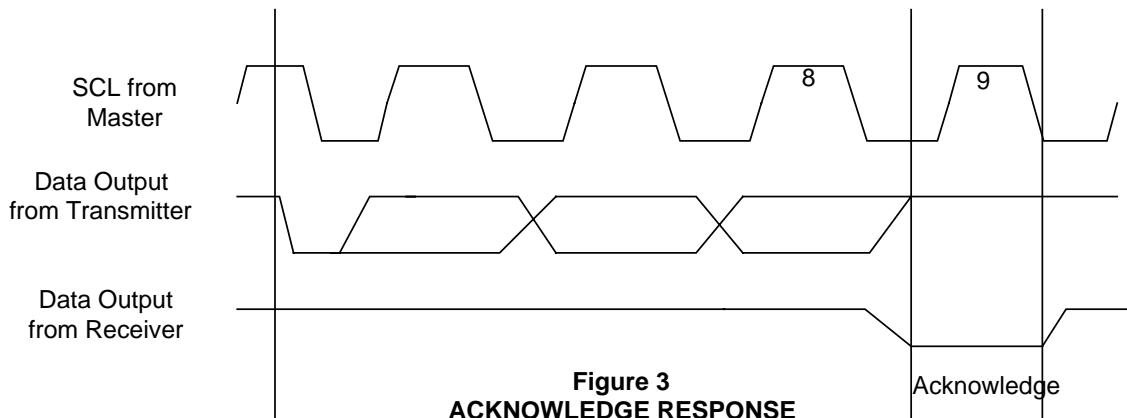 SCL from
Master
8
9
Data Output
from Transmitter
Data Output
from Receiver
Figure 3
ACKNOWLEDGE RESPONSE
Acknowledge